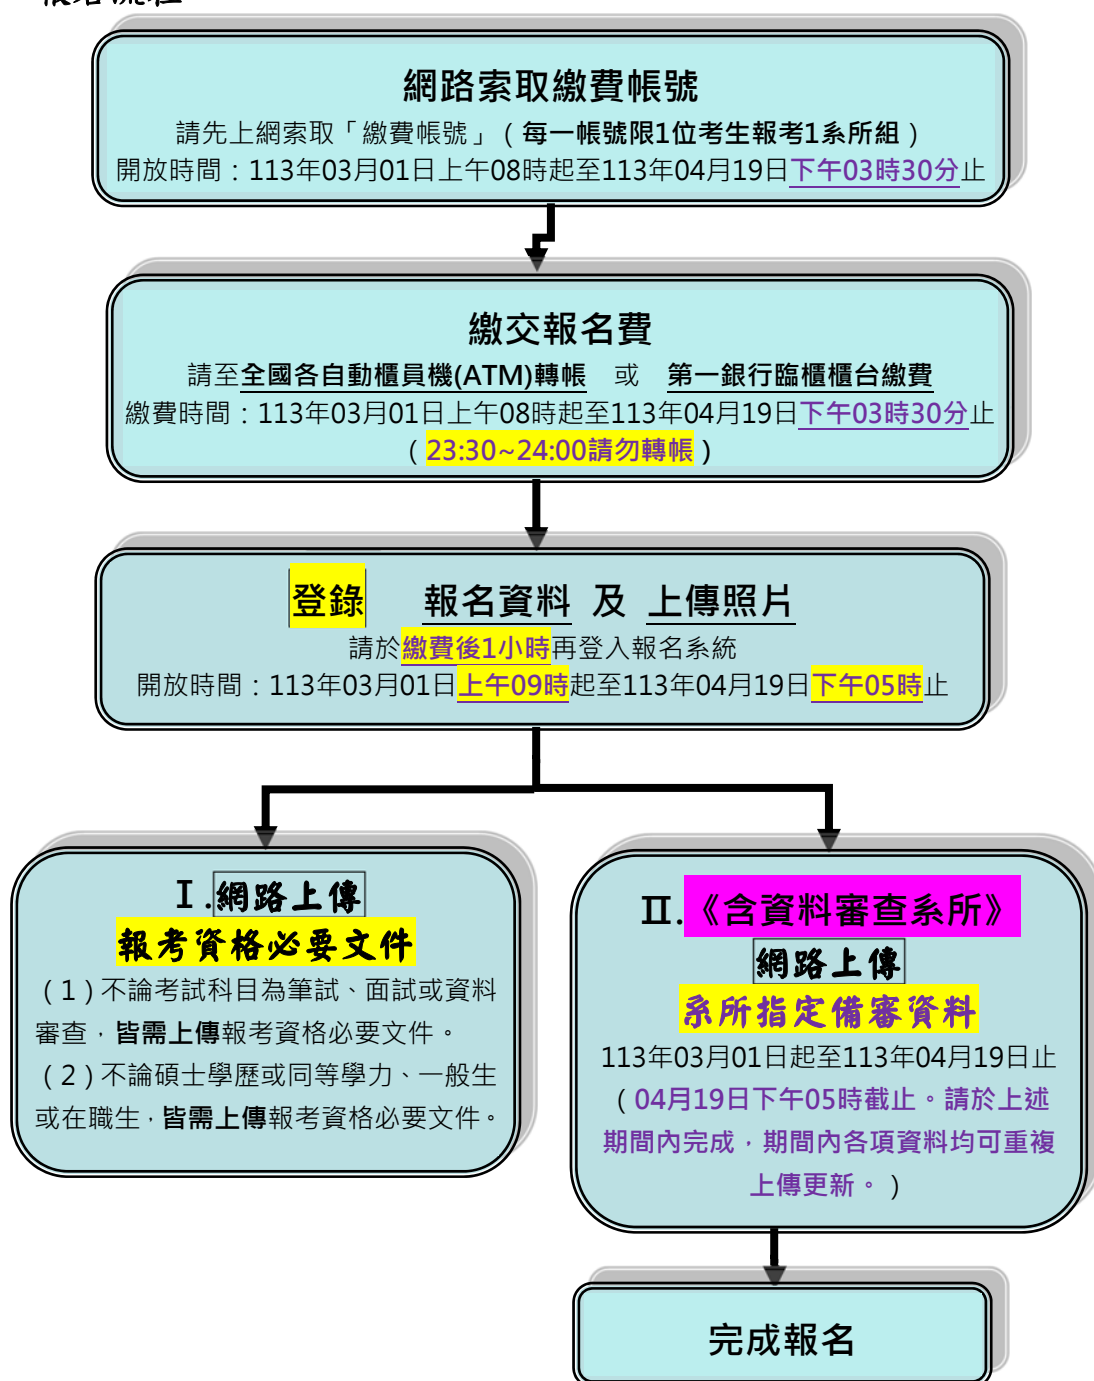 網路索取繳費帳號
請先上網索取「繳費帳號」(每一帳號限1位考生報考1系所組)
開放時間：113年03月01日上午08時起至113年04月19日下午03時30分止
繳交報名費
請至全國各自動櫃員機(ATM)轉帳 或 第一銀行臨櫃櫃台繳費
繳費時間：113年03月01日上午08時起至113年04月19日下午03時30分止
(23:30~24:00請勿轉帳)
登錄 報名資料 及 上傳照片
請於繳費後1小時再登入報名系統
開放時間：113年03月01日上午09時起至113年04月19日下午05時止
Ⅰ.網路上傳
報考資格必要文件
(1)不論考試科目為筆試、面試或資料
審查，皆需上傳報考資格必要文件。
(2)不論碩士學歷或同等學力、一般生
或在職生，皆需上傳報考資格必要文件。
Ⅱ.《含資料審查系所》
網路上傳
系所指定備審資料
113年03月01日起至113年04月19日止
(04月19日下午05時截止。請於上述
期間內完成，期間內各項資料均可重複
上傳更新。)
完成報名